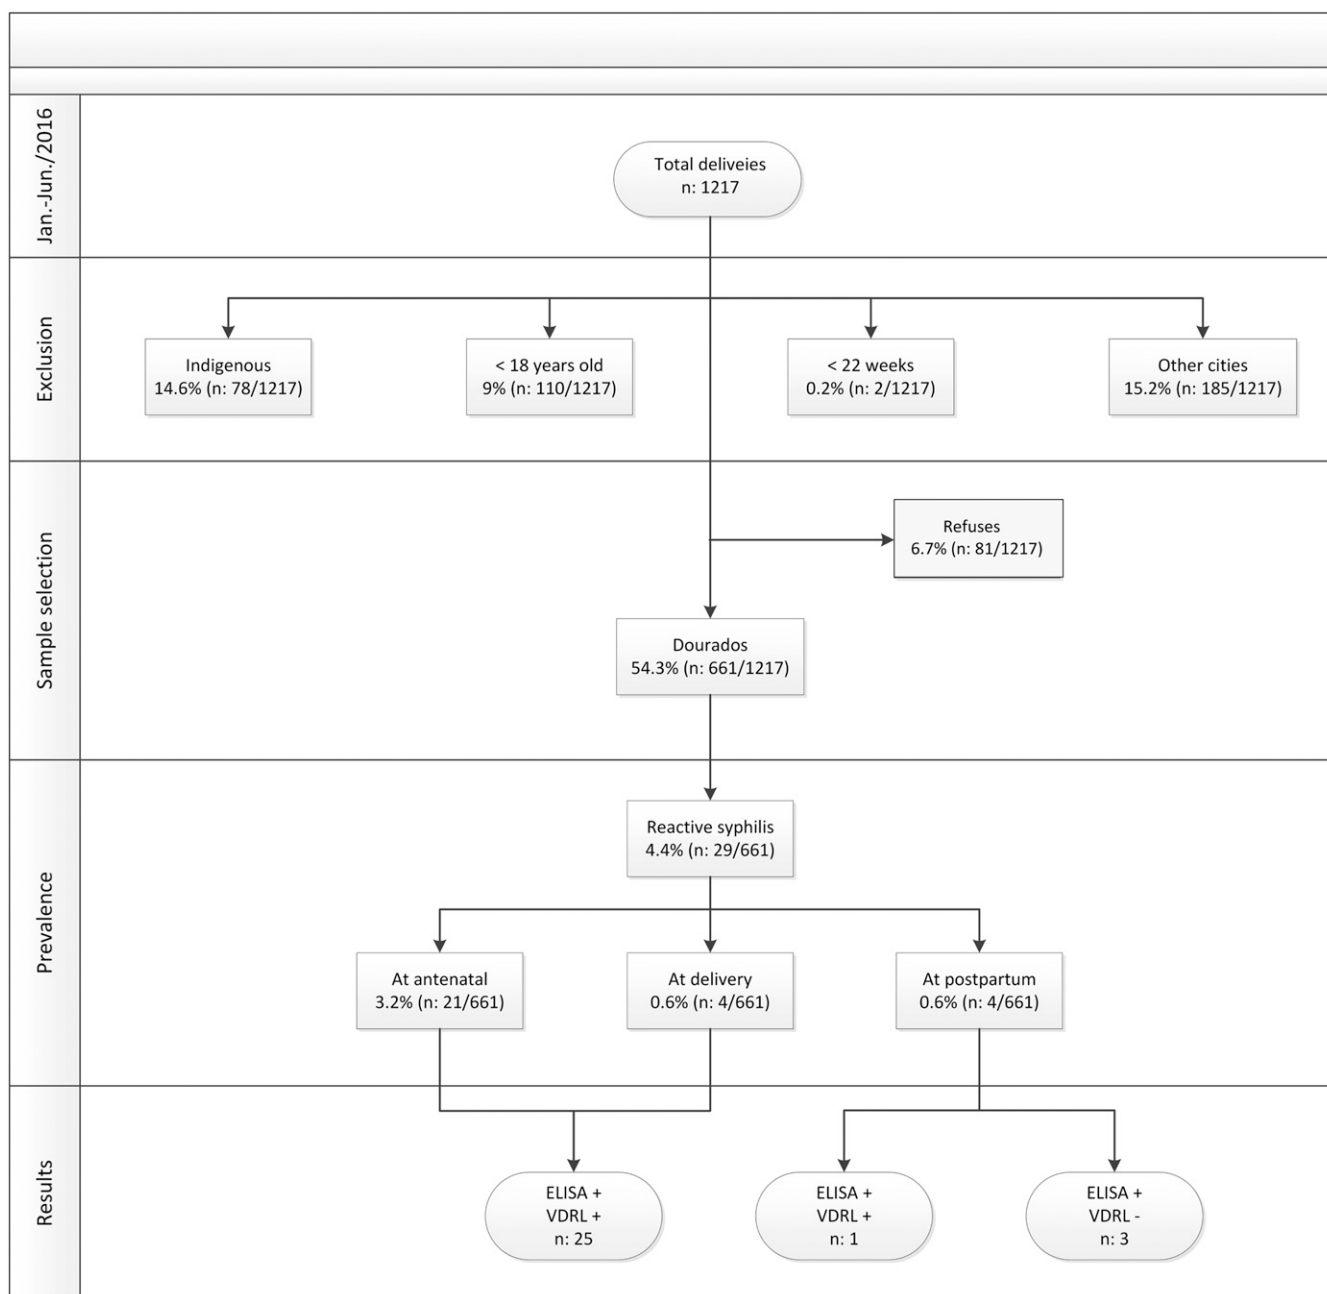 Jan.-Jun./2016
Total deliveies
n: 1217
Exclusion
Indigenous
14.6% (n: 78/1217)
< 18 years old
9% (n: 110/1217)
< 22 weeks
0.2% (n: 2/1217)
Other cities
15.2% (n: 185/1217)
Sample selection
Refuses
6.7% (n: 81/1217)
Dourados
54.3% (n: 661/1217)
Prevalence
Reactive syphilis
4.4% (n: 29/661)
At antenatal
3.2% (n: 21/661)
At delivery
0.6% (n: 4/661)
At postpartum
0.6% (n: 4/661)
Results
ELISA +
VDRL +
n: 25
ELISA +
VDRL +
n: 1
ELISA +
VDRL -
n: 3